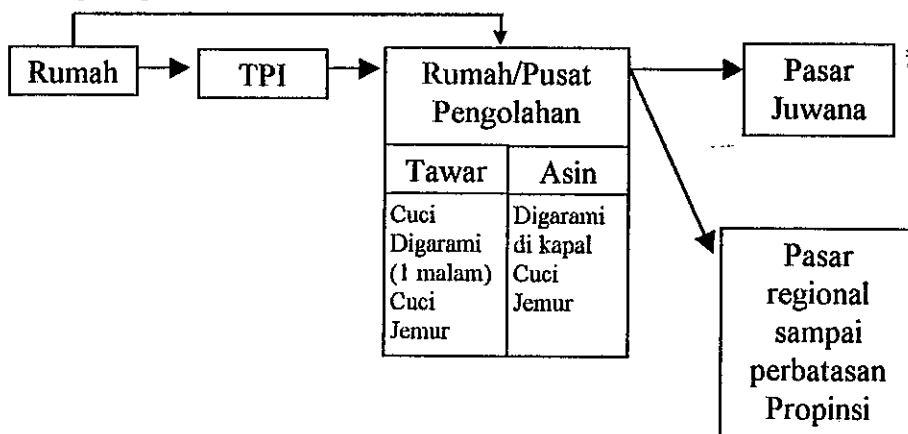 Rumah
TPI
Rumah/Pusat
Pengolahan
Tawar
Cuci
Digarami
(1 malam)
Cuci
Jemur
Asin
Digarami
di kapal
Cuci
Jemur
Pasar
Juwana
Pasar
regional
sampai
perbatasan
Propinsi